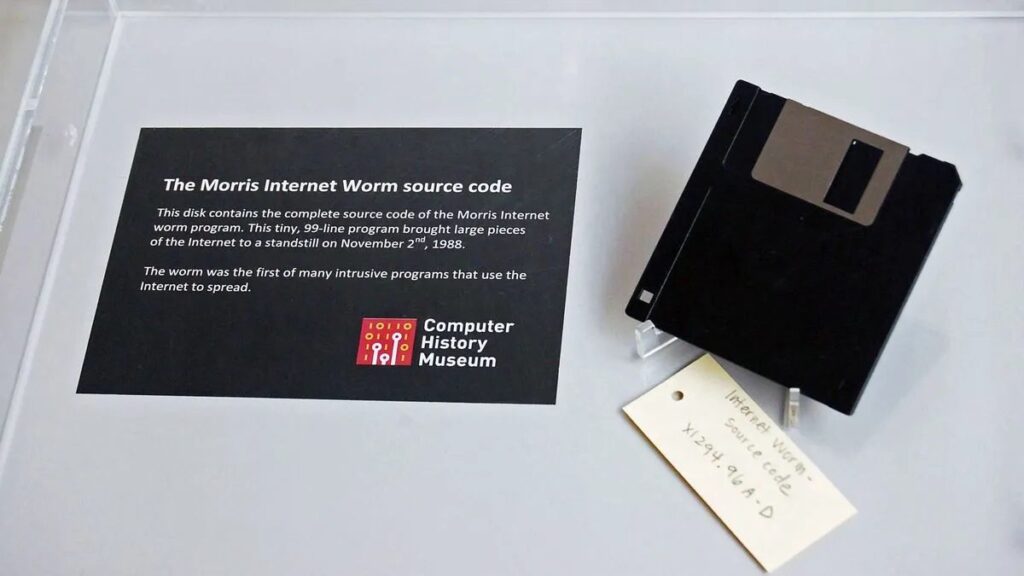 The Morris Internet Worm source code
This disk contains the complete source code of the Morris Internet
worm program. This tiny, 99-line program brought large pieces
of the Internet to a standstill on November 2nd, 1988.
The worm was the first of many intrusive programs that use the
Internet to spread.
10110
Computer
History
Museum
Internet Worm-
source code
X1294.96 A-D